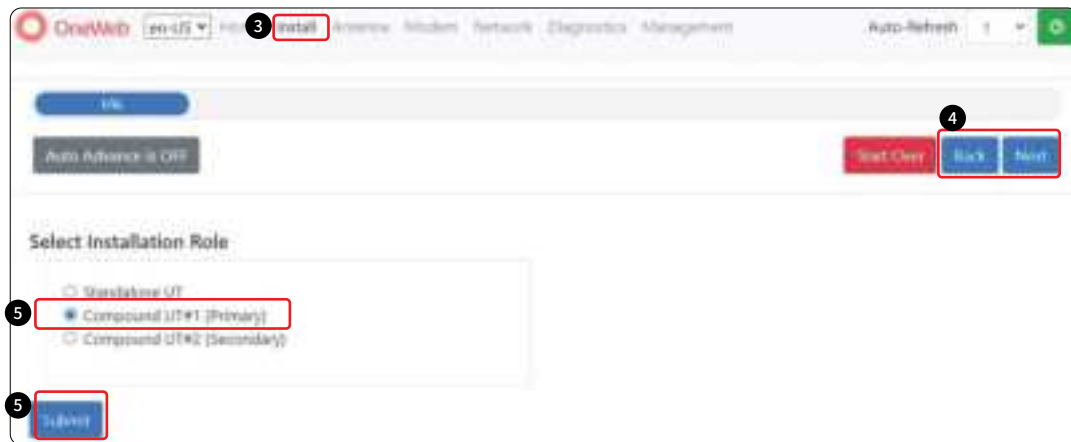 OneWeb en-US Home 3 Install Antenna Modem Network Diagnostics Management Auto-Refresh 1
4
Auto Advance is OFF Start Over Back Next
Select Installation Role
Standalone UT
5 Compound UT#1 (Primary)
Compound UT#2 (Secondary)
5
Submit